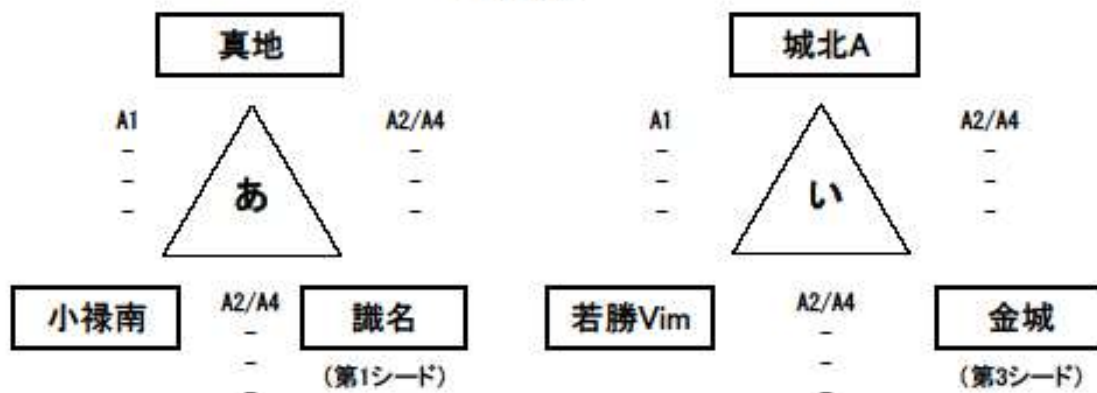 真地 城北A
A1 A2/A4 A1 A2/A4
- - - -
- - - -
- - - -
あ い
小禄南 A2/A4 識名 若勝Vim A2/A4 金城
- -
- (第1シード) - (第3シード)
- -